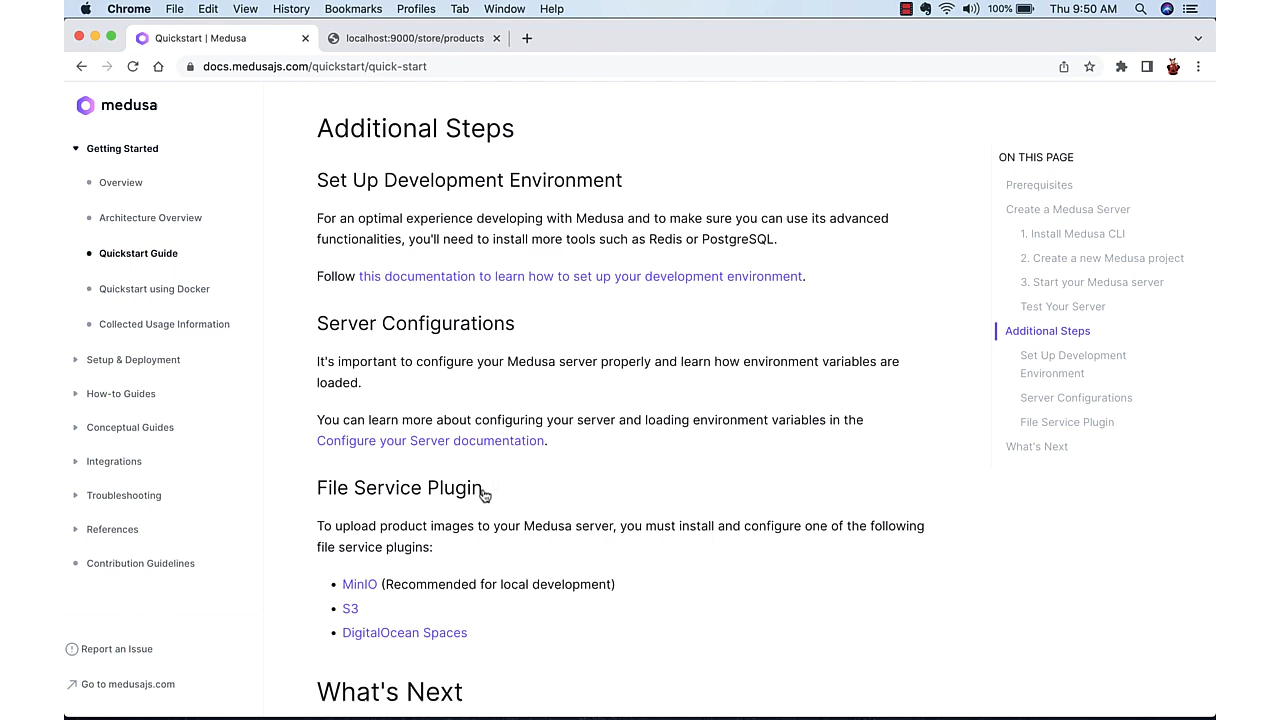 Chrome File Edit View History Bookmarks Profiles Tab Window Help 100% Thu 9:50 AM
Quickstart | Medusa localhost:9000/store/products
docs.medusajs.com/quickstart/quick-start
medusa
Getting Started
Overview
Architecture Overview
Quickstart Guide
Quickstart using Docker
Collected Usage Information
Setup & Deployment
How-to Guides
Conceptual Guides
Integrations
Troubleshooting
References
Contribution Guidelines
Report an Issue
Go to medusajs.com
Additional Steps
Set Up Development Environment
For an optimal experience developing with Medusa and to make sure you can use its advanced
functionalities, you'll need to install more tools such as Redis or PostgreSQL.
Follow this documentation to learn how to set up your development environment.
Server Configurations
It's important to configure your Medusa server properly and learn how environment variables are
loaded.
You can learn more about configuring your server and loading environment variables in the
Configure your Server documentation.
File Service Plugin
To upload product images to your Medusa server, you must install and configure one of the following
file service plugins:
• MinIO (Recommended for local development)
• S3
• DigitalOcean Spaces
What's Next
ON THIS PAGE
Prerequisites
Create a Medusa Server
1. Install Medusa CLI
2. Create a new Medusa project
3. Start your Medusa server
Test Your Server
Additional Steps
Set Up Development
Environment
Server Configurations
File Service Plugin
What's Next